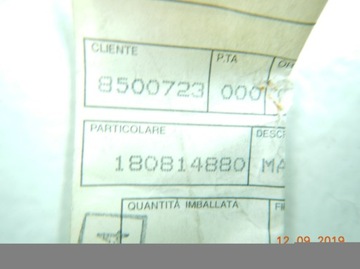 CLIENTE P.TA
8500723 000
PARTICOLARE DESC
180814880 MA
QUANTITÀ IMBALLATA
12 09 2019